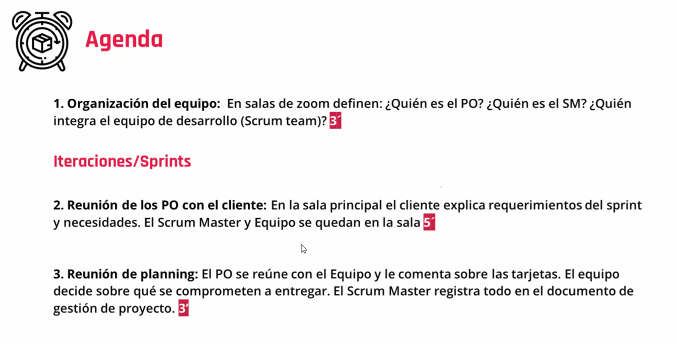 Agenda
1. Organización del equipo: En salas de zoom definen: ¿Quién es el PO? ¿Quién es el SM? ¿Quién
integra el equipo de desarrollo (Scrum team)? 3´
Iteraciones/Sprints
2. Reunión de los PO con el cliente: En la sala principal el cliente explica requerimientos del sprint
y necesidades. El Scrum Master y Equipo se quedan en la sala 5´
3. Reunión de planning: El PO se reúne con el Equipo y le comenta sobre las tarjetas. El equipo
decide sobre qué se comprometen a entregar. El Scrum Master registra todo en el documento de
gestión de proyecto. 3´